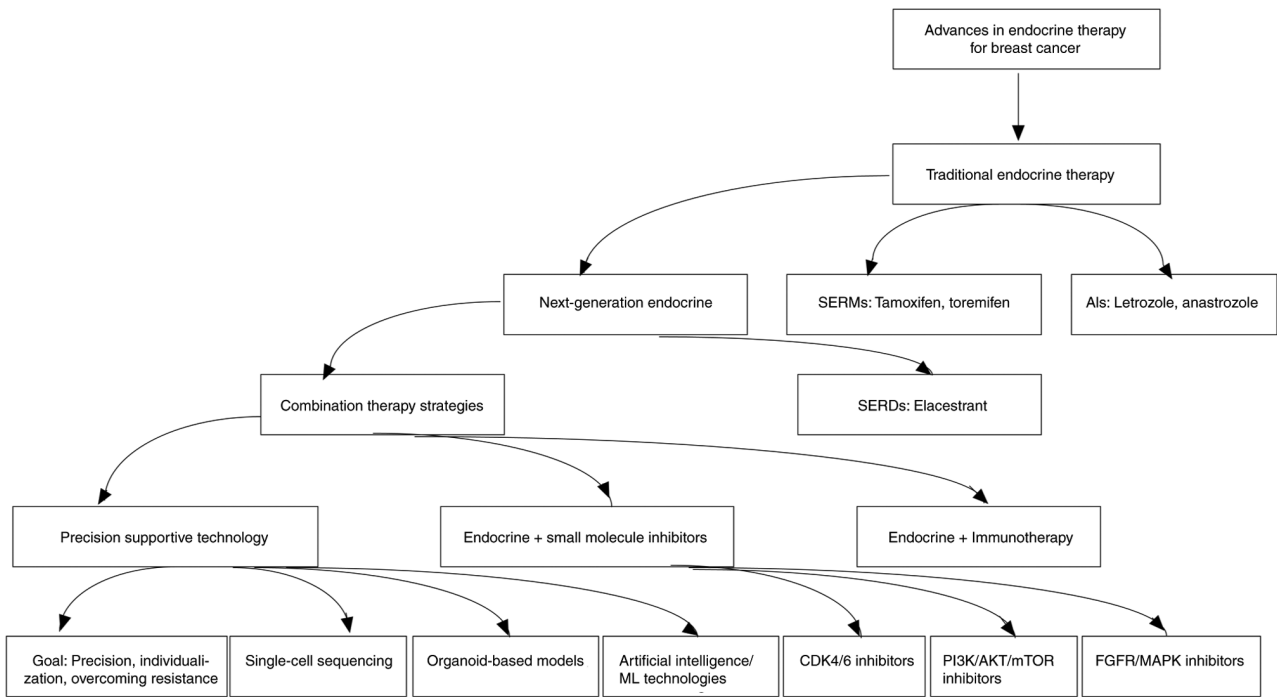 Advances in endocrine therapy
for breast cancer
Traditional endocrine therapy
Next-generation endocrine
SERMs: Tamoxifen, toremifen
AIs: Letrozole, anastrozole
Combination therapy strategies
SERDs: Elacestrant
Precision supportive technology
Endocrine + small molecule inhibitors
Endocrine + Immunotherapy
Goal: Precision, individuali-
zation, overcoming resistance
Single-cell sequencing
Organoid-based models
Artificial intelligence/
ML technologies
CDK4/6 inhibitors
PI3K/AKT/mTOR
inhibitors
FGFR/MAPK inhibitors